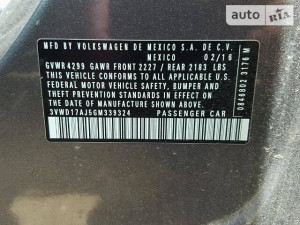 AUTO
RIA
MFD.BY VOLKSWAGEN DE MEXICO S.A. DE C.V.
MEXICO 02/16
GVWR 4299 GAWR FRONT 2227 / REAR 2183 LBS
THIS VEHICLE CONFORMS TO ALL APPLICABLE U.S.
FEDERAL MOTOR VEHICLE SAFETY, BUMPER AND
THEFT PREVENTION STANDARDS IN EFFECT ON THE
DATE OF MANUFACTURE SHOWN ABOVE.
3VWD17AJ5GM339324 PASSENGER CAR
0846802 3176 M